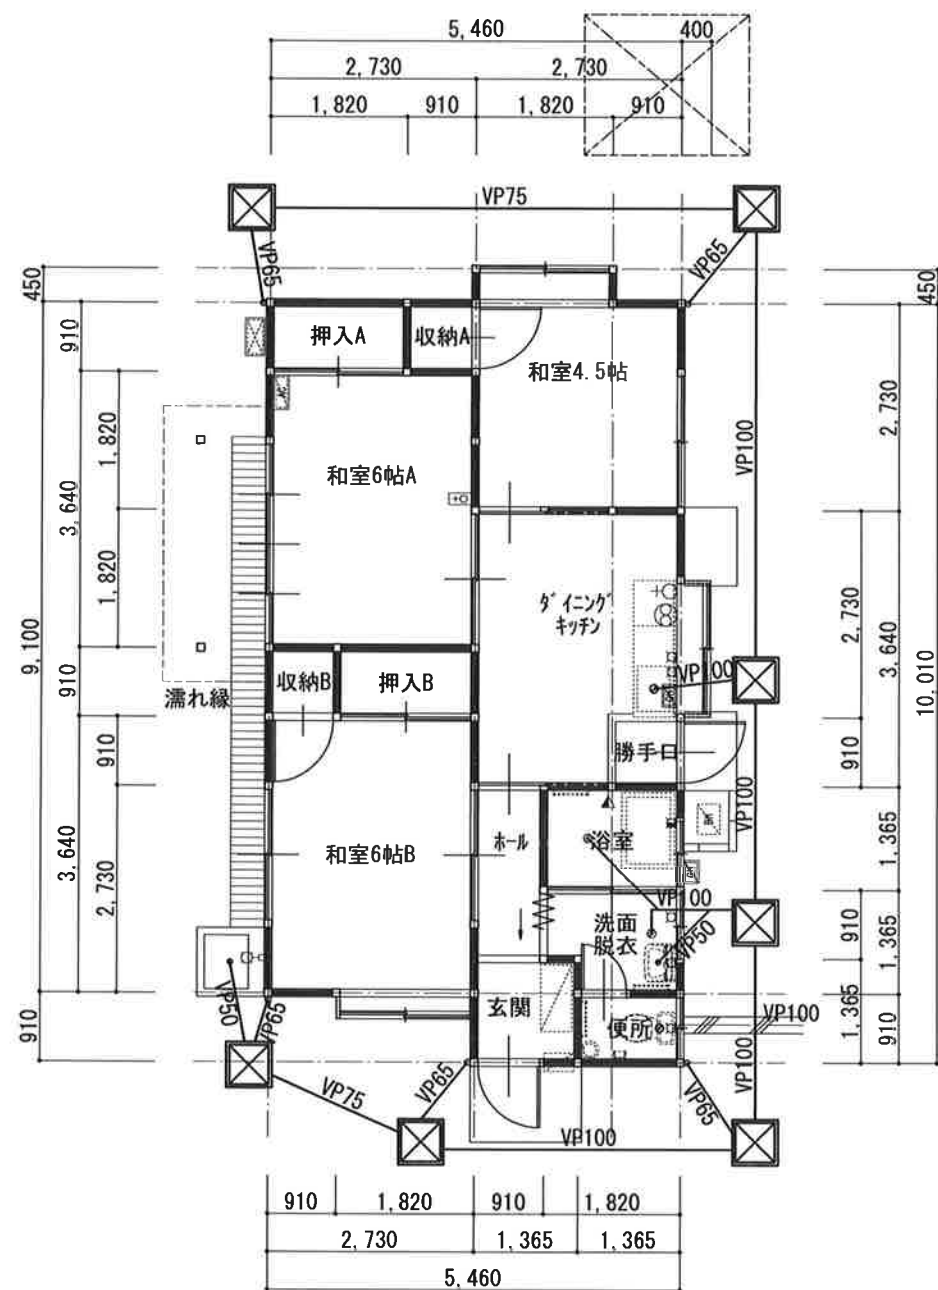 5,460
400
2,730
2,730
1,820
910
1,820
910
VP75
VP65
VP65
450
450
910
押入A
収納A
和室4.5帖
AC
1,820
2,730
VP100
和室6帖A
3,640
1,820
ダイニング
キッチン
2,730
3,640
9,100
10,010
910
収納B
押入B
VP100
濡れ縁
GM
910
勝手口
910
VP100
BH
3,640
和室6帖B
ホール
浴室
1,365
2,730
GM
VP100
洗面
脱衣
VP50
910
1,365
VP50
VP65
玄関
便所
VP100
1,365
910
910
VP100
VP75
VP65
VP65
VP100
910
1,820
910
1,820
2,730
1,365
1,365
5,460